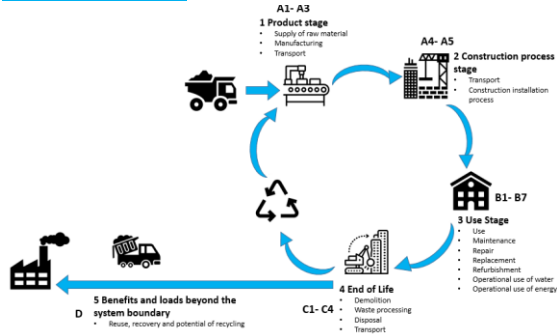 A1- A3
1 Product stage
• Supply of raw material
• Manufacturing
• Transport
A4- A5
2 Construction process
stage
• Transport
• Construction installation
process
B1- B7
3 Use Stage
• Use
• Maintenance
• Repair
• Replacement
• Refurbishment
• Operational use of water
• Operational use of energy
4 End of Life
C1- C4
• Demolition
• Waste processing
• Disposal
• Transport
D
5 Benefits and loads beyond the
system boundary
• Reuse, recovery and potential of recycling